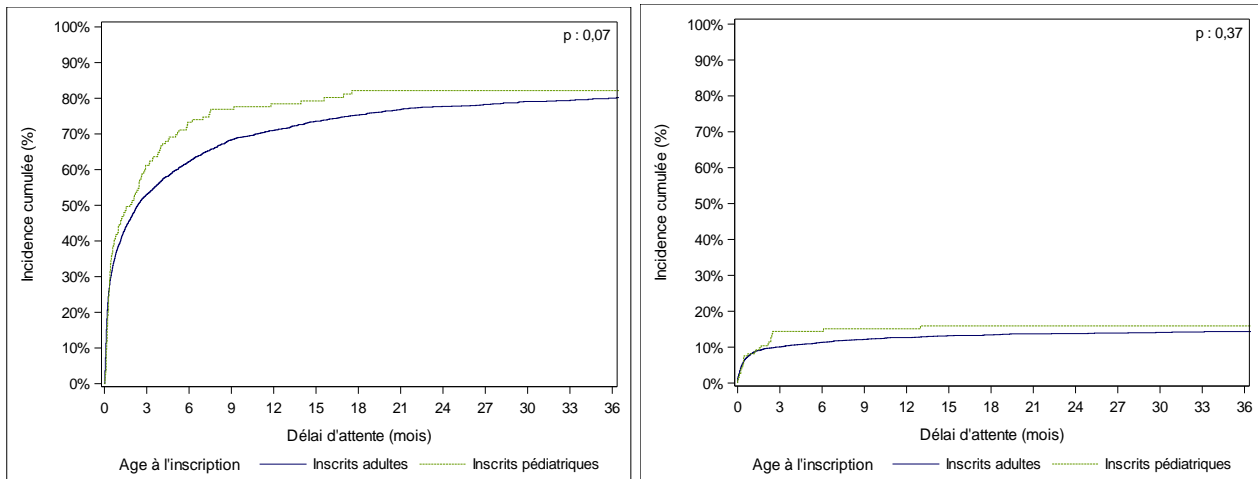 p : 0,07
100%
90%
80%
70%
60%
50%
40%
30%
20%
10%
0%
Incidence cumulée (%)
0 3 6 9 12 15 18 21 24 27 30 33 36
Délai d'attente (mois)
Age à l'inscription Inscrits adultes Inscrits pédiatriques
p : 0,37
100%
90%
80%
70%
60%
50%
40%
30%
20%
10%
0%
Incidence cumulée (%)
0 3 6 9 12 15 18 21 24 27 30 33 36
Délai d'attente (mois)
Age à l'inscription Inscrits adultes Inscrits pédiatriques